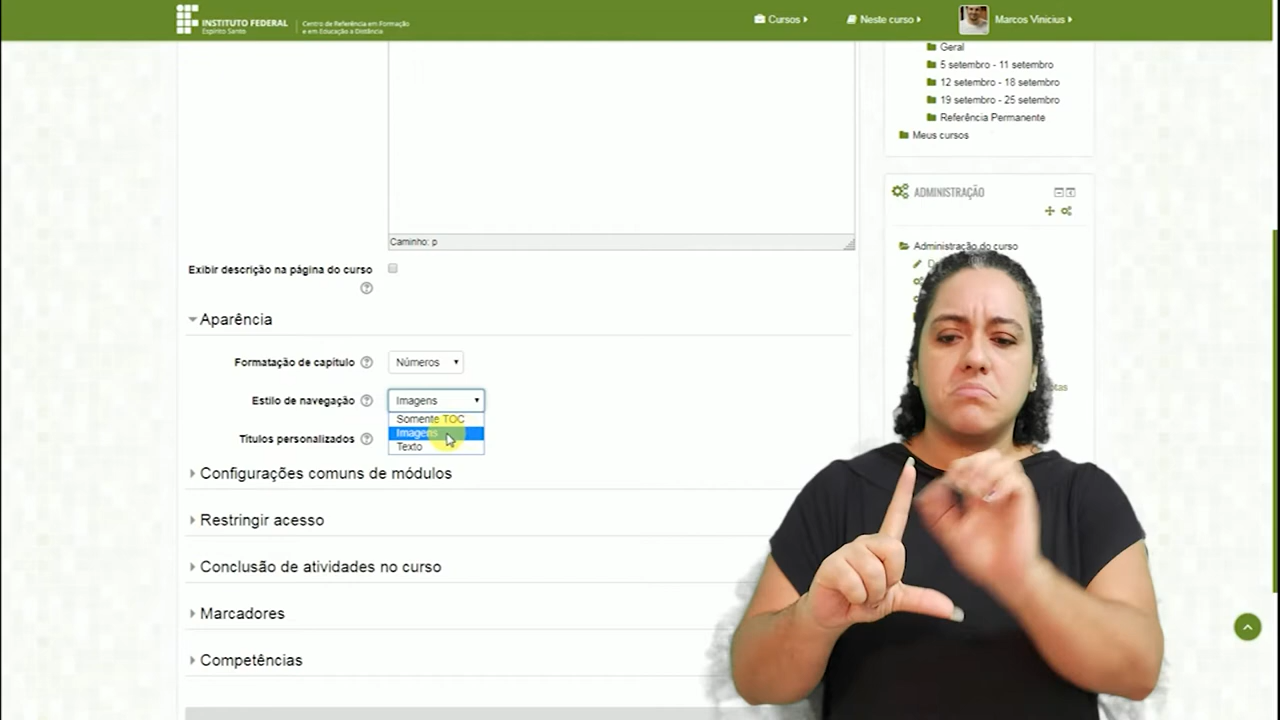 INSTITUTO FEDERAL
Espírito Santo
Centro de Referência em Formação
e em Educação a Distância
Cursos
Neste curso
Marcos Vinicius
Geral
5 setembro - 11 setembro
12 setembro - 18 setembro
19 setembro - 25 setembro
Referência Permanente
Meus cursos
Caminho: p
ADMINISTRAÇÃO
Administração do curso
Exibir descrição na página do curso
Aparência
Formatação de capítulo
Números
Estilo de navegação
Imagens
Somente TOC
Imagens
Texto
Títulos personalizados
Configurações comuns de módulos
Restringir acesso
Conclusão de atividades no curso
Marcadores
Competências